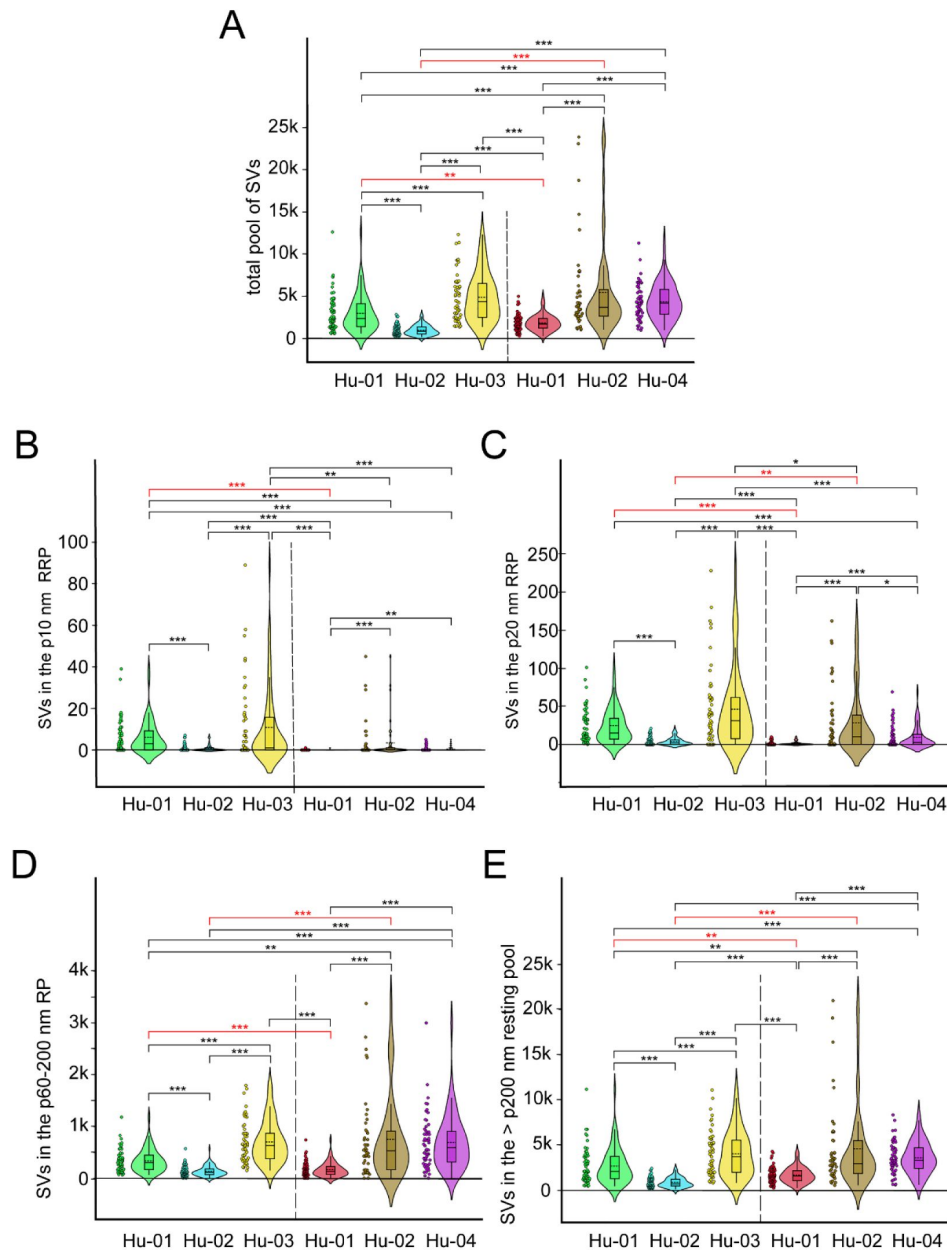 A
***
***
***
***
***
***
***
***
***
**
***
***
25k
20k
15k
10k
5k
0
total pool of SVs
Hu-01 Hu-02 Hu-03 Hu-01 Hu-02 Hu-04
B
***
**
***
***
***
***
*** ***
**
***
***
100
80
60
40
20
0
SVs in the p10 nm RRP
Hu-01 Hu-02 Hu-03 Hu-01 Hu-02 Hu-04
C
*
**
***
***
***
***
*** ***
***
*** *
***
250
200
150
100
50
0
SVs in the p20 nm RRP
Hu-01 Hu-02 Hu-03 Hu-01 Hu-02 Hu-04
D
***
***
***
***
**
***
***
***
***
***
***
4k
3k
2k
1k
0
SVs in the p60-200 nm RP
Hu-01 Hu-02 Hu-03 Hu-01 Hu-02 Hu-04
E
***
***
***
***
**
**
*** ***
***
***
***
***
25k
20k
15k
10k
5k
0
SVs in the > p200 nm resting pool
Hu-01 Hu-02 Hu-03 Hu-01 Hu-02 Hu-04